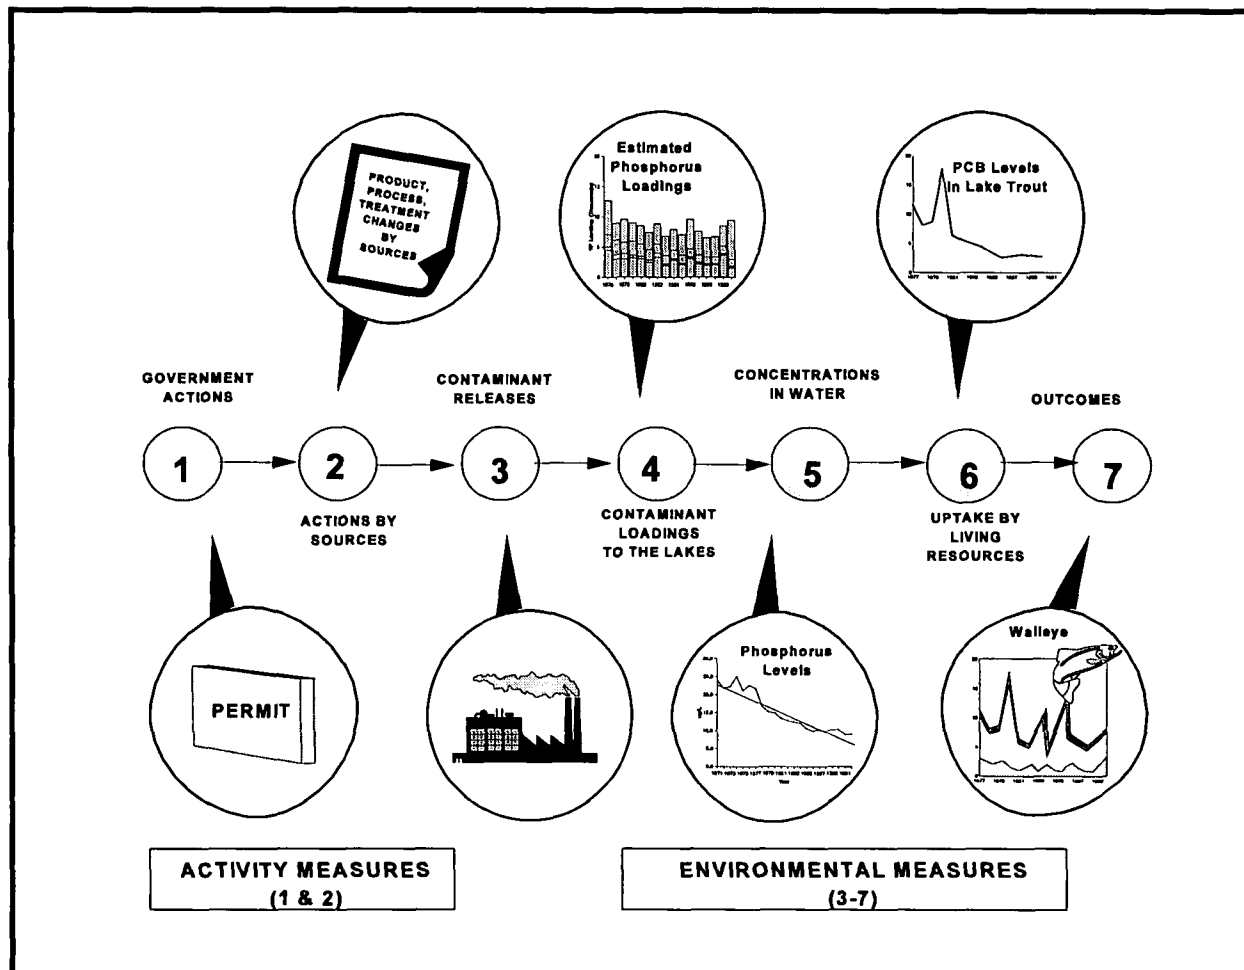 PRODUCT,
PROCESS,
TREATMENT
CHANGES
BY
SOURCES
Estimated
Phosphorus
Loadings
PCB Levels
in Lake Trout
GOVERNMENT
ACTIONS
CONTAMINANT
RELEASES
CONCENTRATIONS
IN WATER
OUTCOMES
1
2
3
4
5
6
7
ACTIONS BY
SOURCES
CONTAMINANT
LOADINGS
TO THE LAKES
UPTAKE BY
LIVING
RESOURCES
PERMIT
Phosphorus
Levels
Walleye
ACTIVITY MEASURES
(1 & 2)
ENVIRONMENTAL MEASURES
(3-7)